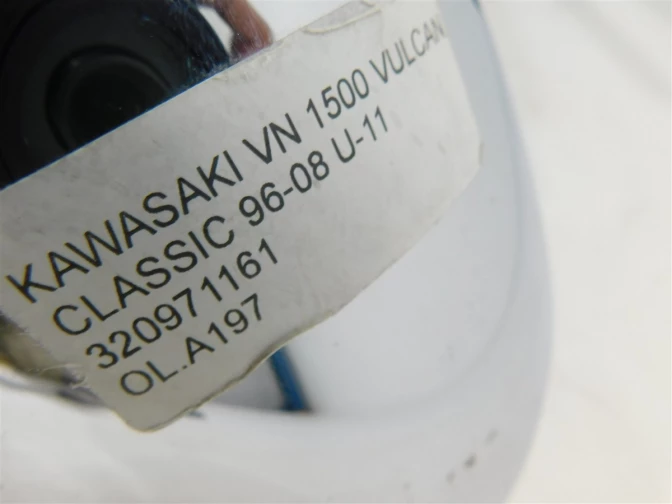 KAWASAKI VN 1500 VULCAN
CLASSIC 96-08 U-11
320971161
OL.A197